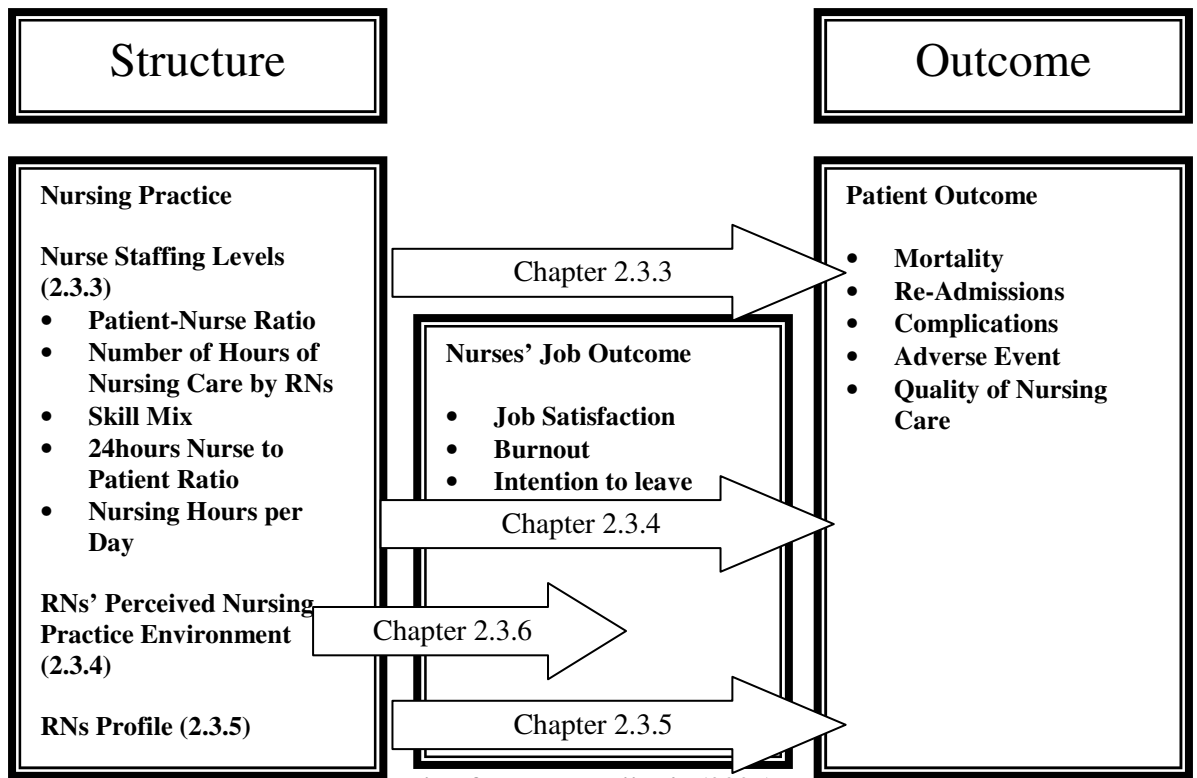 Structure
Outcome
Nursing Practice
Nurse Staffing Levels
(2.3.3)
• Patient-Nurse Ratio
• Number of Hours of
Nursing Care by RNs
• Skill Mix
• 24hours Nurse to
Patient Ratio
• Nursing Hours per
Day
RNs' Perceived Nursing
Practice Environment
(2.3.4)
RNs Profile (2.3.5)
Chapter 2.3.3
Nurses' Job Outcome
• Job Satisfaction
• Burnout
• Intention to leave
Chapter 2.3.4
Chapter 2.3.6
Chapter 2.3.5
Patient Outcome
• Mortality
• Re-Admissions
• Complications
• Adverse Event
• Quality of Nursing
Care